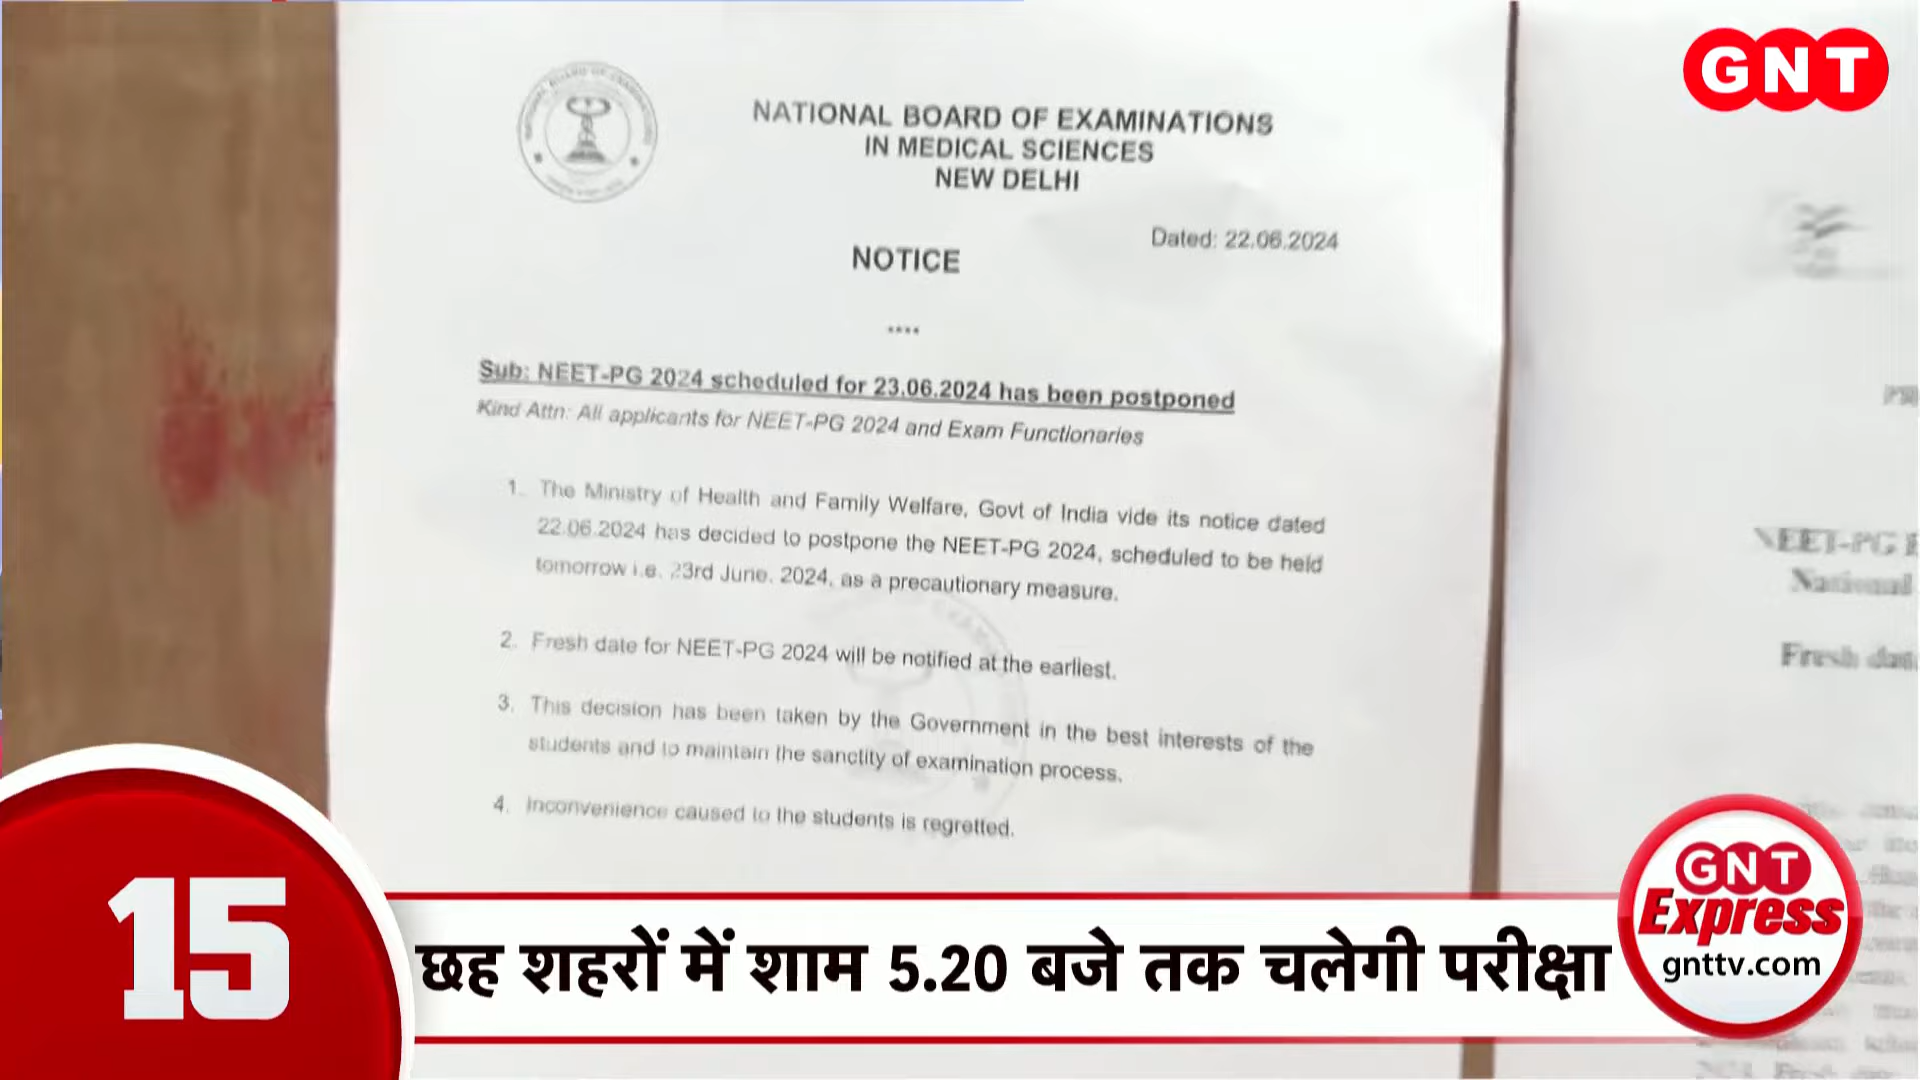 GNT
NATIONAL BOARD OF EXAMINATIONS
IN MEDICAL SCIENCES
NEW DELHI
Dated: 22.06.2024
NOTICE
****
Sub: NEET-PG 2024 scheduled for 23.06.2024 has been postponed
Kind Attn: All applicants for NEET-PG 2024 and Exam Functionaries
1. The Ministry of Health and Family Welfare, Govt of India vide its notice dated
22.06.2024 has decided to postpone the NEET-PG 2024, scheduled to be held
tomorrow i.e. 23rd June, 2024, as a precautionary measure.
2. Fresh date for NEET-PG 2024 will be notified at the earliest.
3. This decision has been taken by the Government in the best interests of the
students and to maintain the sanctity of examination process.
4. Inconvenience caused to the students is regretted.
NEET-PG
National
Fresh
15
छह शहरों में शाम 5.20 बजे तक चलेगी परीक्षा
GNT
Express
gnttv.com